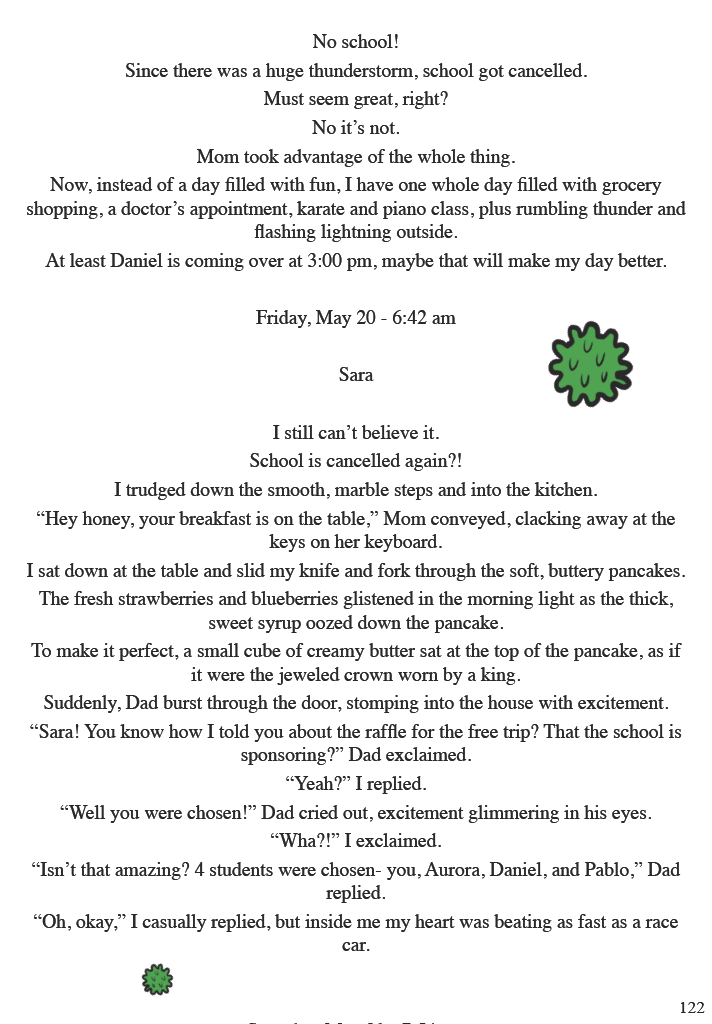 No school!
Since there was a huge thunderstorm, school got cancelled.
Must seem great, right?
No it’s not.
Mom took advantage of the whole thing.
Now, instead of a day filled with fun, I have one whole day filled with grocery
shopping, a doctor’s appointment, karate and piano class, plus rumbling thunder and
flashing lightning outside.
At least Daniel is coming over at 3:00 pm, maybe that will make my day better.
Friday, May 20 - 6:42 am
Sara
I still can’t believe it.
School is cancelled again?!
I trudged down the smooth, marble steps and into the kitchen.
“Hey honey, your breakfast is on the table,” Mom conveyed, clacking away at the
keys on her keyboard.
I sat down at the table and slid my knife and fork through the soft, buttery pancakes.
The fresh strawberries and blueberries glistened in the morning light as the thick,
sweet syrup oozed down the pancake.
To make it perfect, a small cube of creamy butter sat at the top of the pancake, as if
it were the jeweled crown worn by a king.
Suddenly, Dad burst through the door, stomping into the house with excitement.
“Sara! You know how I told you about the raffle for the free trip? That the school is
sponsoring?” Dad exclaimed.
“Yeah?” I replied.
“Well you were chosen!” Dad cried out, excitement glimmering in his eyes.
“Wha?!” I exclaimed.
“Isn’t that amazing? 4 students were chosen- you, Aurora, Daniel, and Pablo,” Dad
replied.
“Oh, okay,” I casually replied, but inside me my heart was beating as fast as a race
car.
122